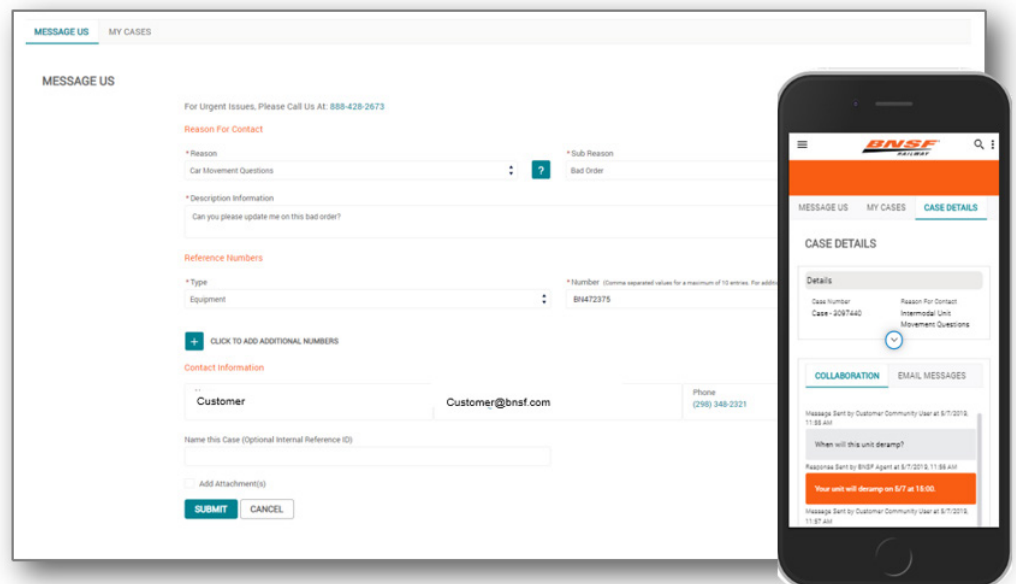 MESSAGE US MY CASES
MESSAGE US
For Urgent Issues, Please Call Us At: 888-428-2673
Reason For Contact
* Reason
Car Movement Questions
?
* Sub Reason
Bad Order
* Description Information
Can you please update me on this bad order?
Reference Numbers
* Type
Equipment
* Number (Comma separated values for a maximum of 10 entries. For
BN472375
+ CLICK TO ADD ADDITIONAL NUMBERS
Contact Information
Customer
Customer@bnsf.com
Phone
(298) 348-2321
Name this Case (Optional Internal Reference ID)
Add Attachment(s)
SUBMIT CANCEL
BNSF
RAILWAY
MESSAGE US MY CASES CASE DETAILS
CASE DETAILS
Details
Case Number
Case - 3097440
Reason For Contact
Intermodal Unit
Movement Questions
COLLABORATION EMAIL MESSAGES
Message Sent by Customer Community User at 5/7/2019,
11:53 AM
When will this unit deramp?
Response Sent by BNSF Agent at 5/7/2019, 11:56 AM
Your unit will deramp on 5/7 at 16:00.
Message Sent by Customer Community User at 5/7/2019,
11:57 AM